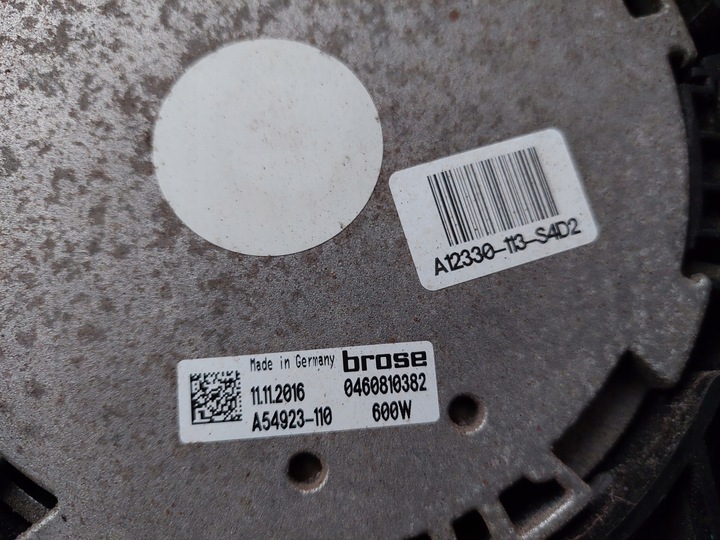 A12330-113-S4D2
Made in Germany brose
11.11.2016 0460810382
A54923-110 600W